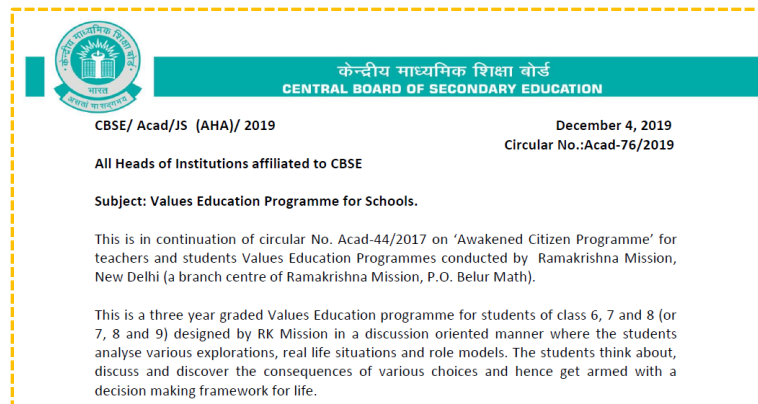 केन्द्रीय माध्यमिक शिक्षा बोर्ड
भारत
असतो मा सद्गमय
केन्द्रीय माध्यमिक शिक्षा बोर्ड
CENTRAL BOARD OF SECONDARY EDUCATION
CBSE/ Acad/JS (AHA)/ 2019 December 4, 2019
Circular No.:Acad-76/2019
All Heads of Institutions affiliated to CBSE
Subject: Values Education Programme for Schools.
This is in continuation of circular No. Acad-44/2017 on ‘Awakened Citizen Programme’ for
teachers and students Values Education Programmes conducted by Ramakrishna Mission,
New Delhi (a branch centre of Ramakrishna Mission, P.O. Belur Math).
This is a three year graded Values Education programme for students of class 6, 7 and 8 (or
7, 8 and 9) designed by RK Mission in a discussion oriented manner where the students
analyse various explorations, real life situations and role models. The students think about,
discuss and discover the consequences of various choices and hence get armed with a
decision making framework for life.